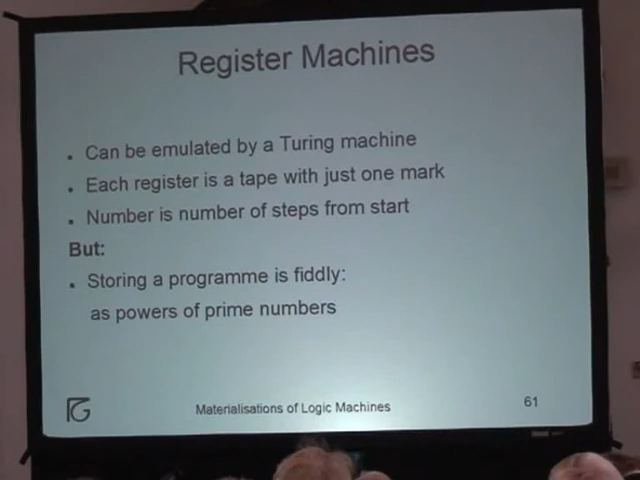 Register Machines
• Can be emulated by a Turing machine
• Each register is a tape with just one mark
• Number is number of steps from start
But:
• Storing a programme is fiddly:
as powers of prime numbers
Materialisations of Logic Machines
61